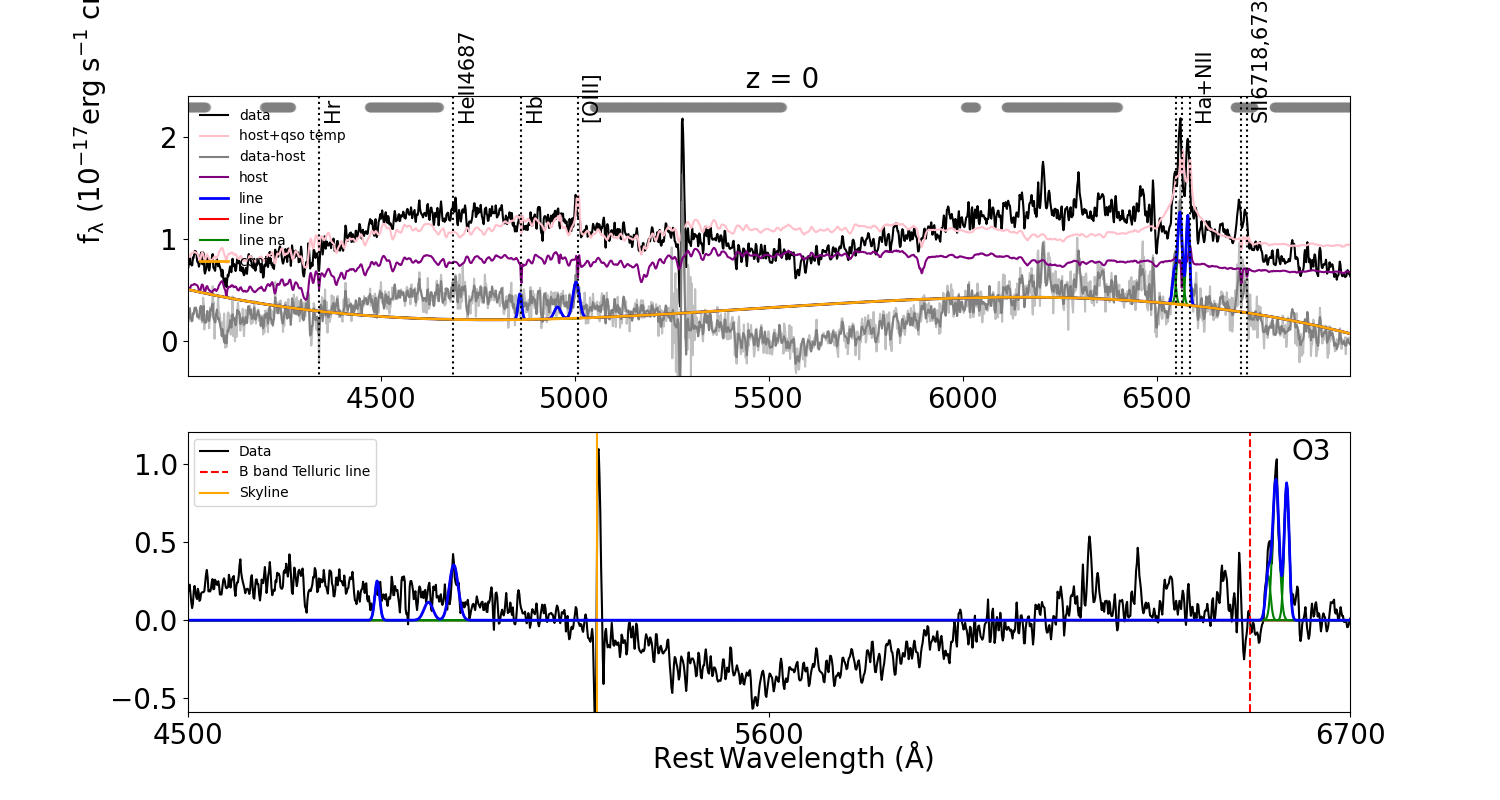 z = 0
f_λ (10^−17 erg s^−1 c
Hr
HeII4687
Hb
[OIII]
Ha+NII
SII6718,673
data
host+qso temp
data-host
host
line
line br
line na
2
1
0
4500 5000 5500 6000 6500
Data
B band Telluric line
Skyline
O3
1.0
0.5
0.0
−0.5
4500 5600 6700
Rest Wavelength (Å)